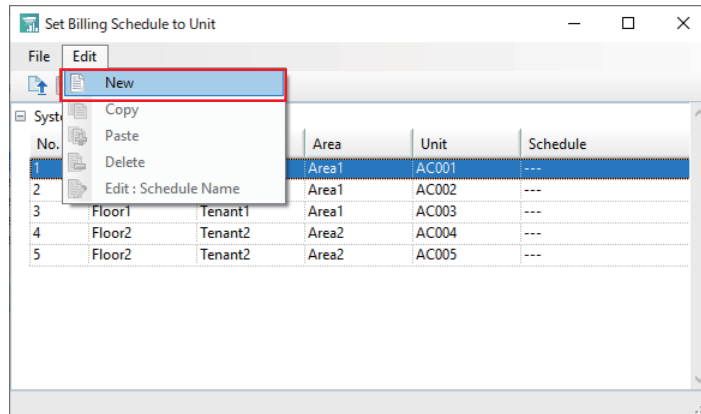 Set Billing Schedule to Unit
File Edit
New
Copy
Paste
Delete
Edit : Schedule Name
No. Area Unit Schedule
1 Area1 AC001 ---
2 Area1 AC002 ---
3 Floor1 Tenant1 Area1 AC003 ---
4 Floor2 Tenant2 Area2 AC004 ---
5 Floor2 Tenant2 Area2 AC005 ---